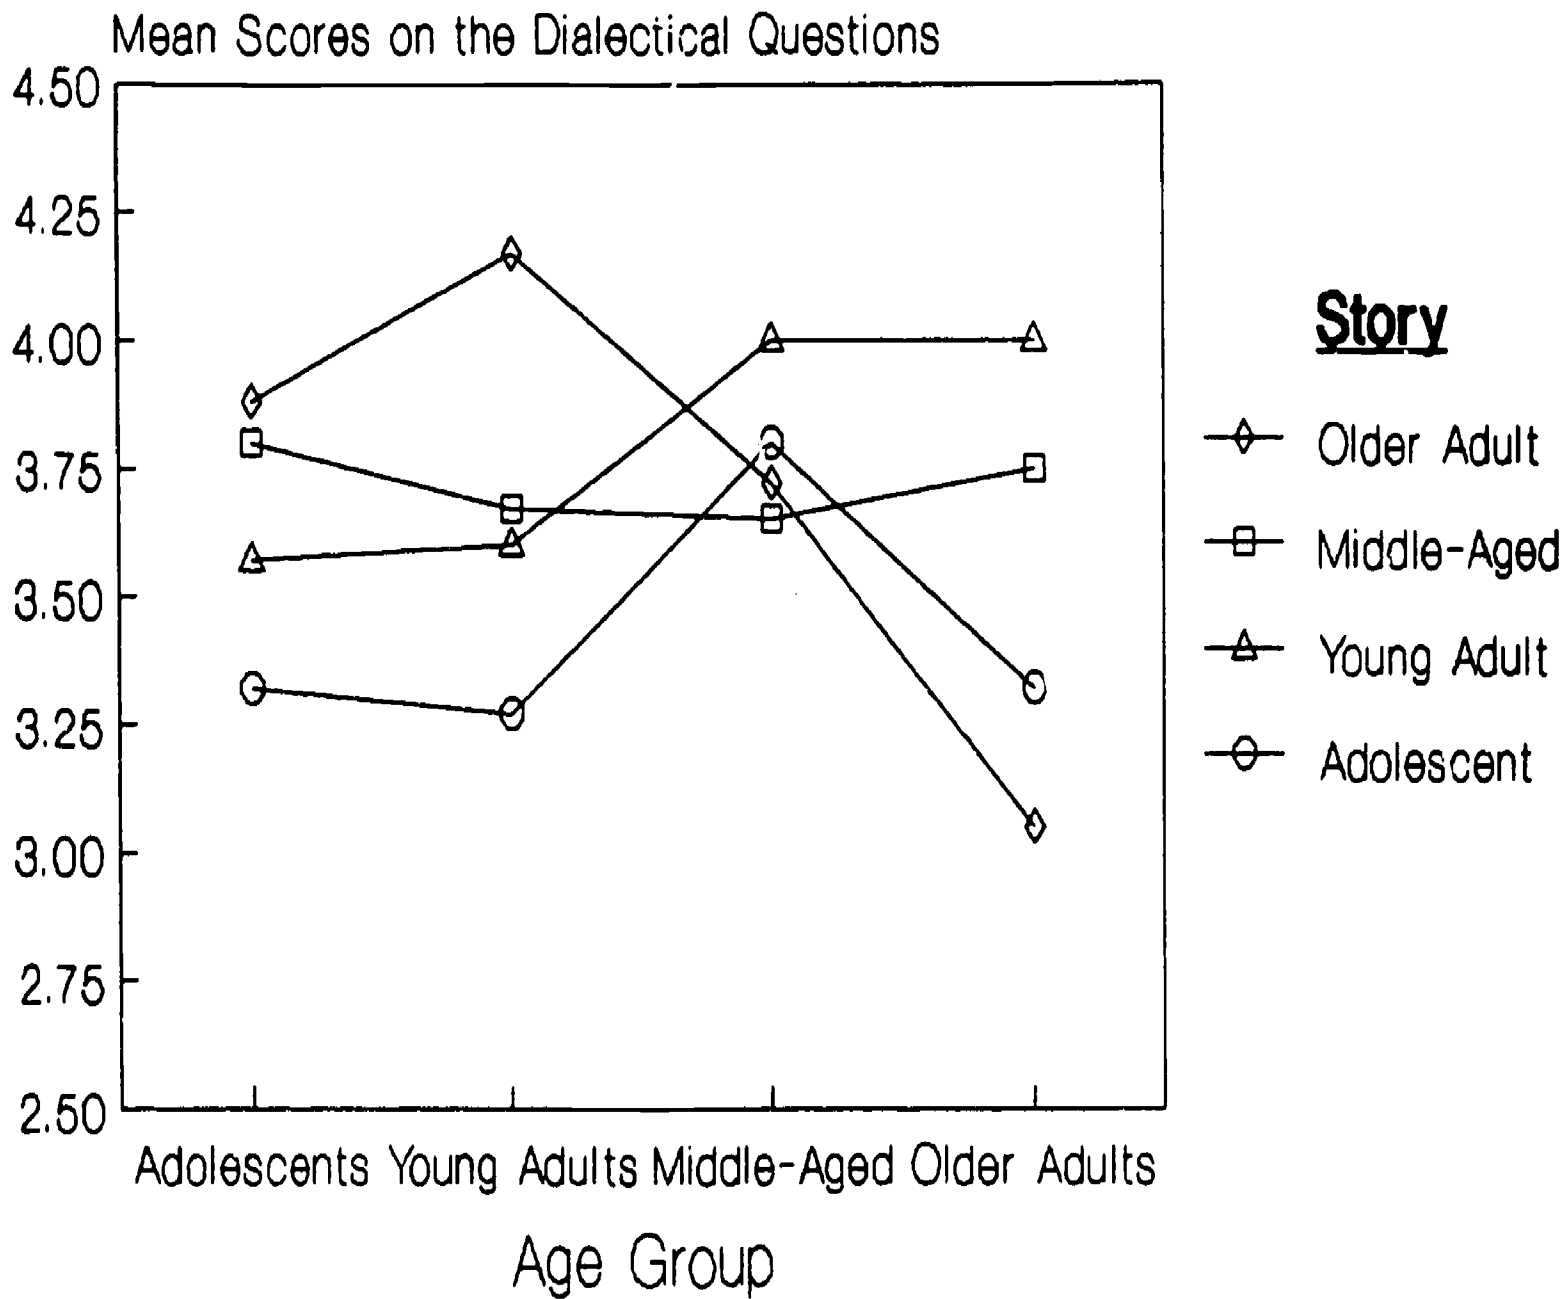 Mean Scores on the Dialectical Questions
4.50
4.25
4.00
3.75
3.50
3.25
3.00
2.75
2.50
Adolescents Young Adults Middle-Aged Older Adults
Age Group
Story
Older Adult
Middle-Aged
Young Adult
Adolescent